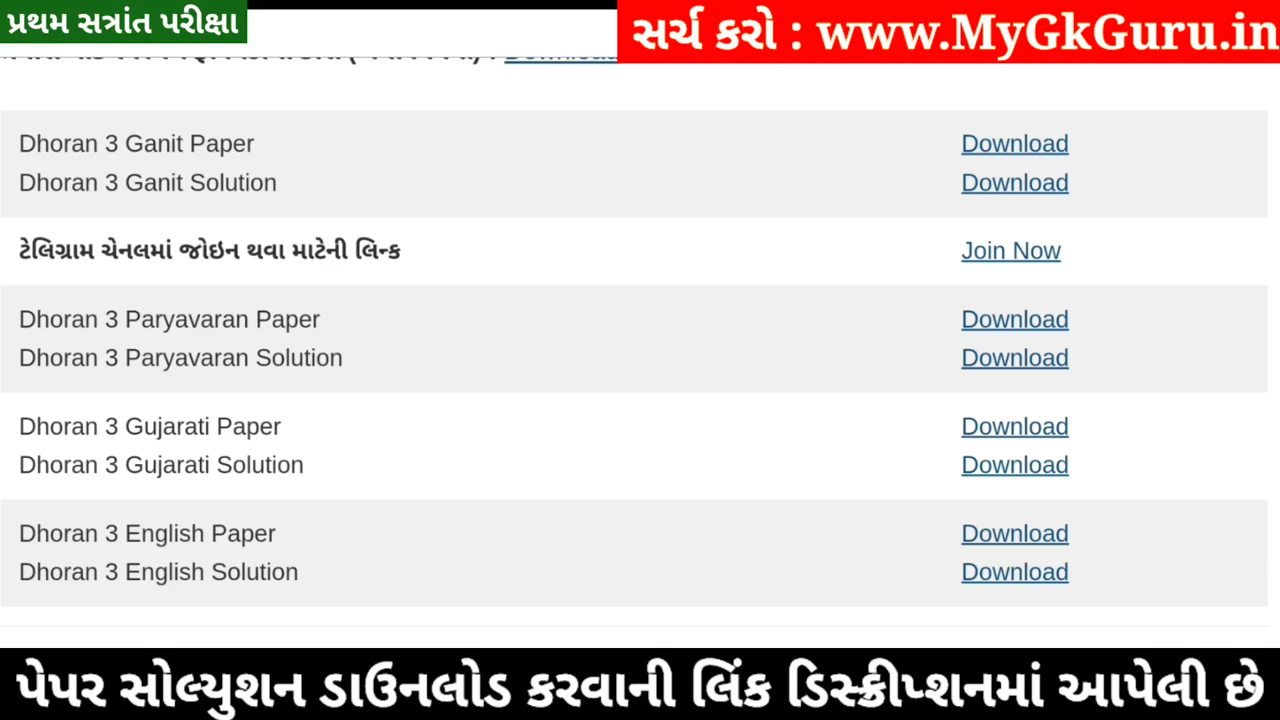 પ્રથમ સત્રાંત પરીક્ષા
સર્ચ કરો : www.MyGkGuru.in
Download
Dhoran 3 Ganit Paper Download
Dhoran 3 Ganit Solution Download
ટેલિગ્રામ ચેનલમાં જોઇન થવા માટેની લિન્ક Join Now
Dhoran 3 Paryavaran Paper Download
Dhoran 3 Paryavaran Solution Download
Dhoran 3 Gujarati Paper Download
Dhoran 3 Gujarati Solution Download
Dhoran 3 English Paper Download
Dhoran 3 English Solution Download
પેપર સોલ્યુશન ડાઉનલોડ કરવાની લિંક ડિસ્ક્રીપ્શનમાં આપેલી છે